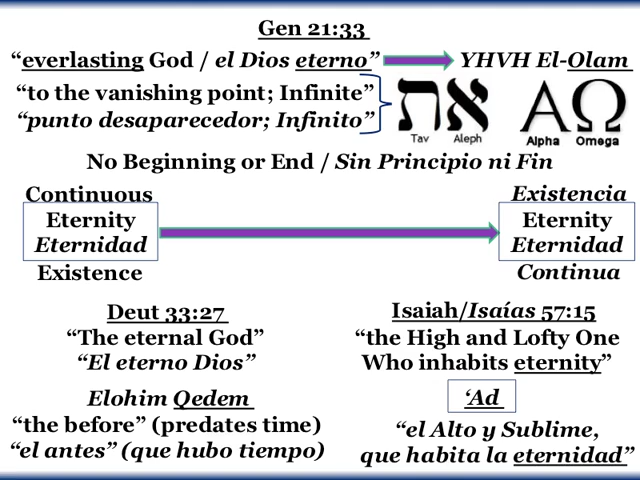 Gen 21:33
“everlasting God / el Dios eterno” YHVH El-Olam
“to the vanishing point; Infinite”
“punto desaparecedor; Infinito”
תא
Tav Aleph
ΑΩ
Alpha Omega
No Beginning or End / Sin Principio ni Fin
Continuous
Eternity
Eternidad
Existence
Existencia
Eternity
Eternidad
Continua
Deut 33:27
“The eternal God”
“El eterno Dios”
Elohim Qedem
“the before” (predates time)
“el antes” (que hubo tiempo)
Isaiah/Isaías 57:15
“the High and Lofty One
Who inhabits eternity”
‘Ad
“el Alto y Sublime,
que habita la eternidad”